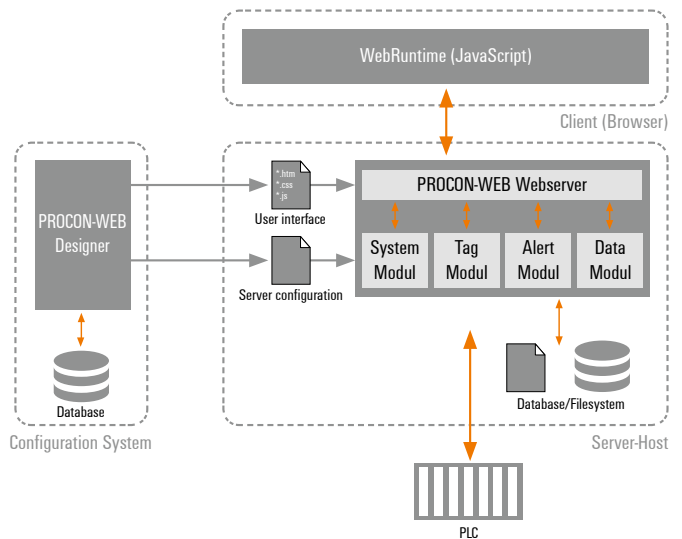 WebRuntime (JavaScript)
Client (Browser)
PROCON-WEB
Designer
*.htm
*.css
*.js
User interface
PROCON-WEB Webserver
System
Modul
Tag
Modul
Alert
Modul
Data
Modul
Server configuration
Database
Database/Filesystem
Configuration System
Server-Host
PLC